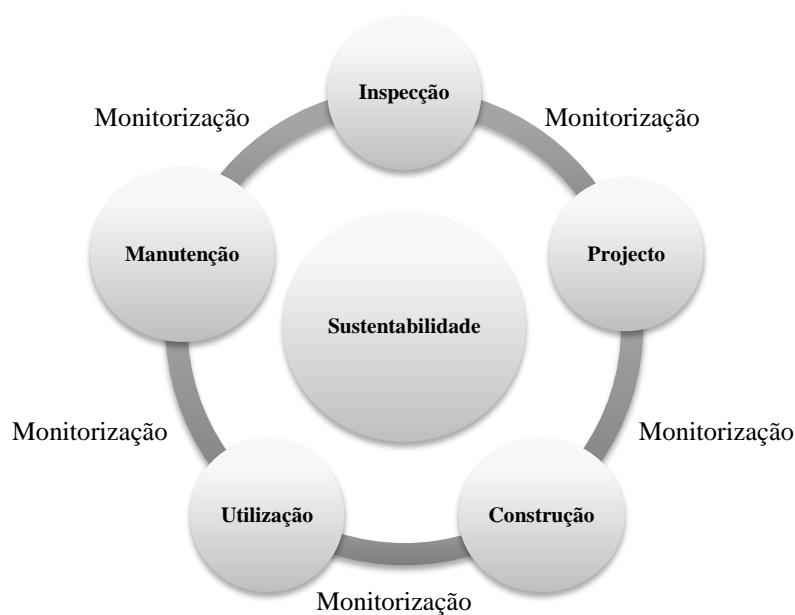 Inspecção
Monitorização
Monitorização
Manutenção
Projecto
Sustentabilidade
Monitorização
Monitorização
Utilização
Construção
Monitorização